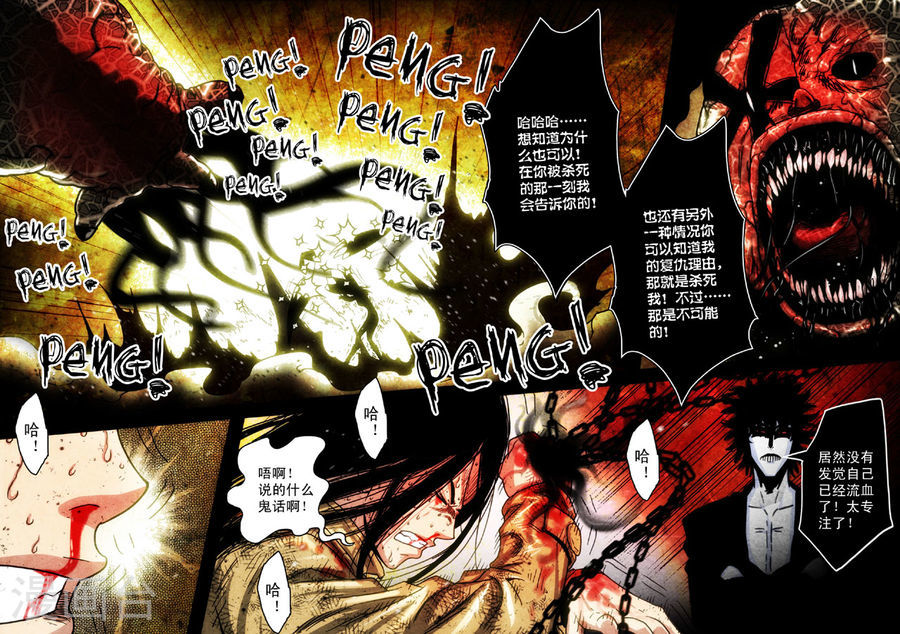 Peng!
Peng!
Peng!
Peng!
Peng!
Peng!
Peng!
Peng!
Peng!
Peng!
Peng!
Peng!
Peng!
哈哈哈……
想知道为什
么也可以！
在你被杀死
的那一刻我
会告诉你的！
也还有另外
一种情况你
可以知道我
的复仇理由，
那就是杀死
我！不过……
那是不可能
的！
哈！
哈！
唔啊！
说的什么
鬼话啊！
哈！
哈！
居然没有
发觉自己
已经流血
了！太专
注了！
漫画台